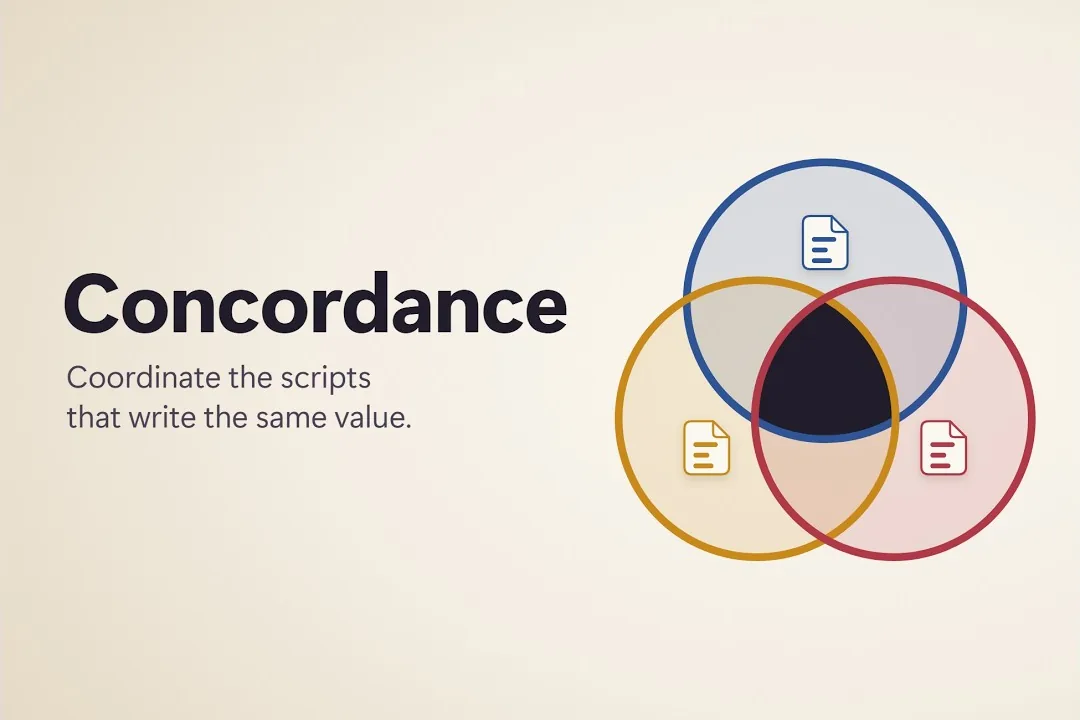 Concordance
Coordinate the scripts
that write the same value.